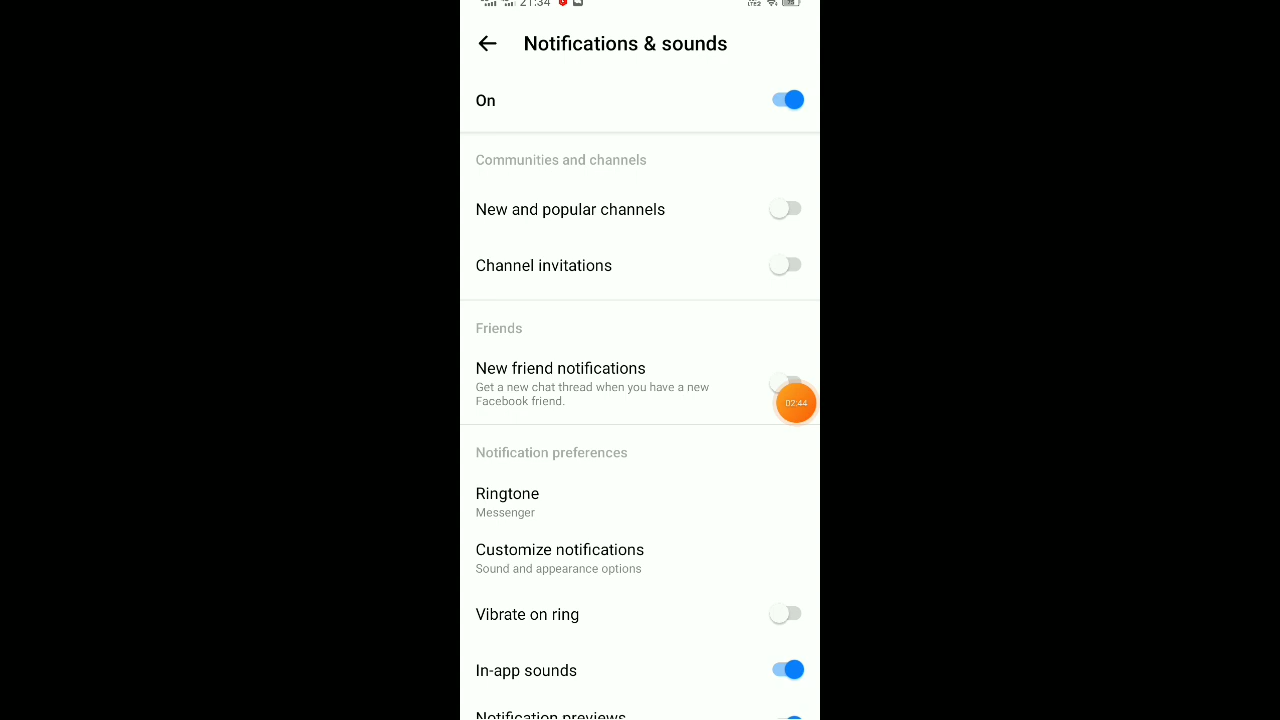 21:34
Notifications & sounds
On
Communities and channels
New and popular channels
Channel invitations
Friends
New friend notifications
Get a new chat thread when you have a new
Facebook friend.
02:44
Notification preferences
Ringtone
Messenger
Customize notifications
Sound and appearance options
Vibrate on ring
In-app sounds
Notification previews